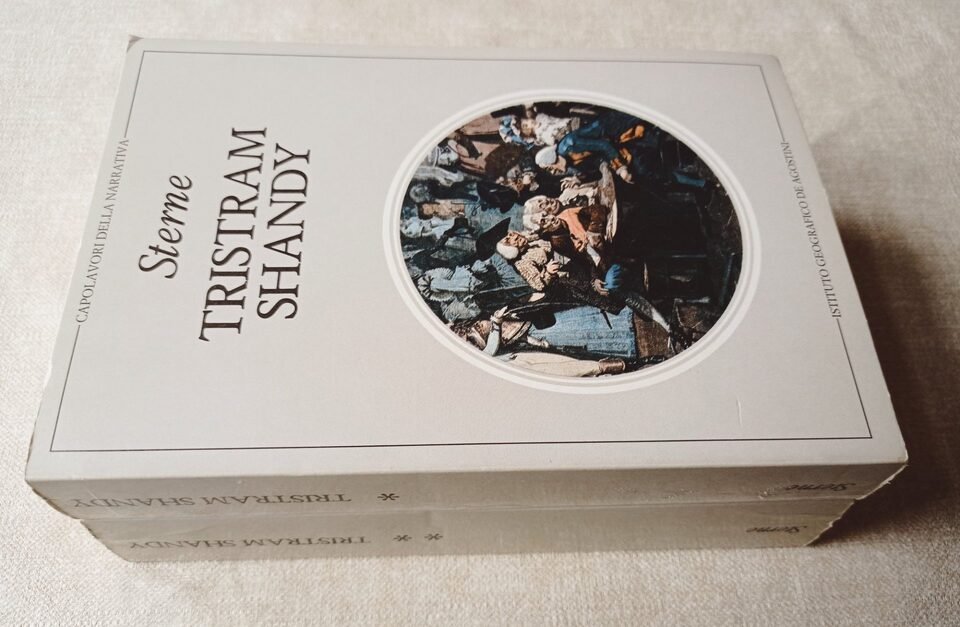 CAPOLAVORI DELLA NARRATIVA
Sterne
TRISTRAM
SHANDY
ISTITUTO GEOGRAFICO DE AGOSTINI
Sterne * TRISTRAM SHANDY
Sterne ** TRISTRAM SHANDY